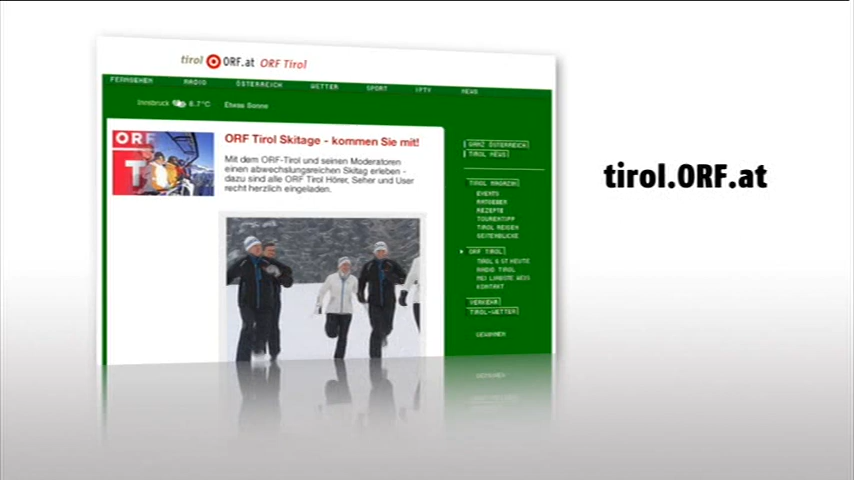 tirol ORF.at ORF Tirol
FERNSEHEN RADIO ÖSTERREICH WETTER SPORT IPTV NEWS
Innsbruck 8.7°C Etwas Sonne
ORF
T
ORF Tirol Skitage - kommen Sie mit!
Mit dem ORF-Tirol und seinen Moderatoren
einen abwechslungsreichen Skitag erleben -
dazu sind alle ORF Tirol Hörer, Seher und User
recht herzlich eingeladen.
GANZ ÖSTERREICH
TIROL NEWS
TIROL MAGAZIN
EVENTS
RATGEBER
REZEPTE
TOURENTIPP
TIROL REISEN
SEITENBLICKE
ORF TIROL
TIROL HEUTE
RADIO TIROL
KONTAKT
VERKEHR
TIROL-WETTER
GEWINNEN
tirol.ORF.at